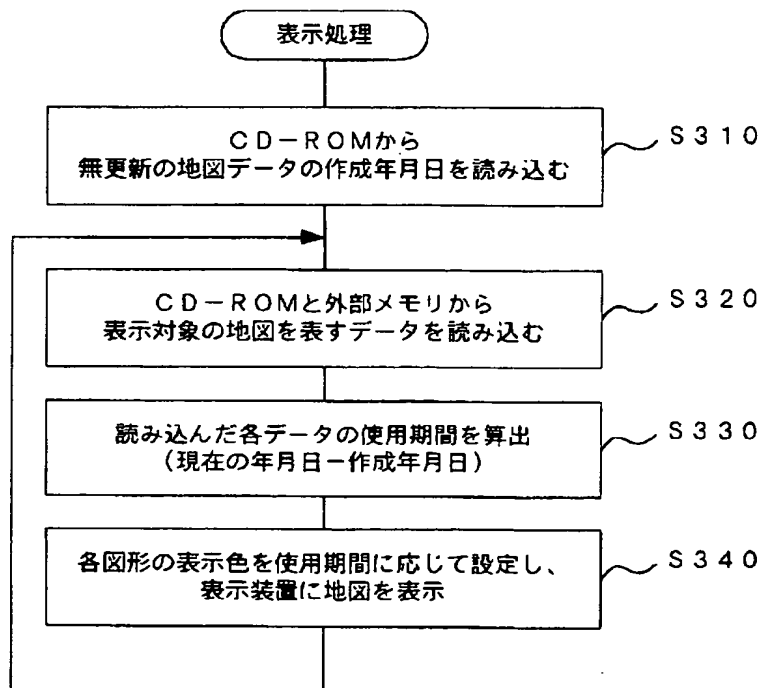 表示処理
ＣＤ－ＲＯＭから
無更新の地図データの作成年月日を読み込む
Ｓ３１０
ＣＤ－ＲＯＭと外部メモリから
表示対象の地図を表すデータを読み込む
Ｓ３２０
読み込んだ各データの使用期間を算出
（現在の年月日－作成年月日）
Ｓ３３０
各図形の表示色を使用期間に応じて設定し、
表示装置に地図を表示
Ｓ３４０